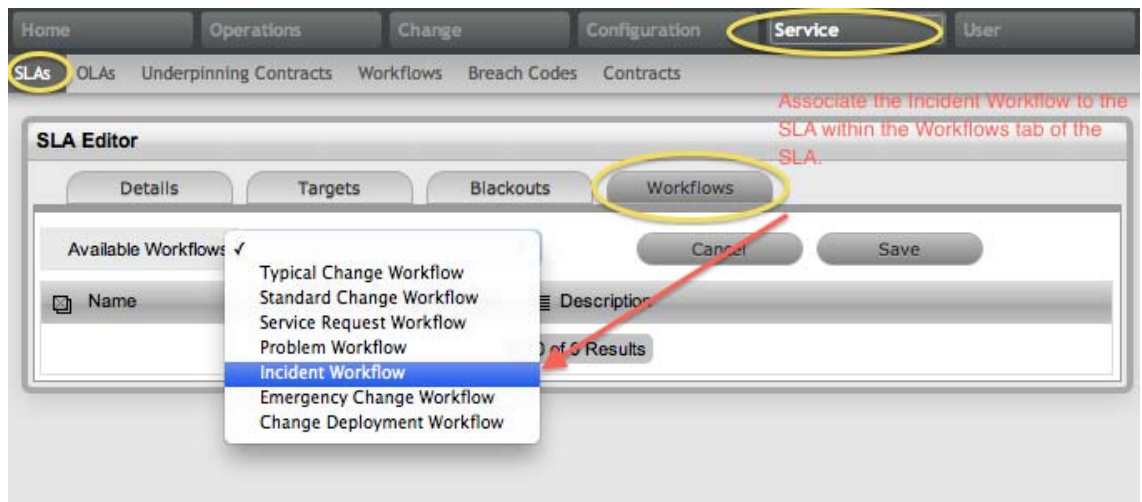 Home Operations Change Configuration Service User
SLAs OLAs Underpinning Contracts Workflows Breach Codes Contracts
Associate the Incident Workflow to the
SLA within the Workflows tab of the
SLA.
SLA Editor
Details Targets Blackouts Workflows
Available Workflows Cancel Save
Typical Change Workflow
Name Standard Change Workflow Description
Service Request Workflow
Problem Workflow of 0 Results
Incident Workflow
Emergency Change Workflow
Change Deployment Workflow